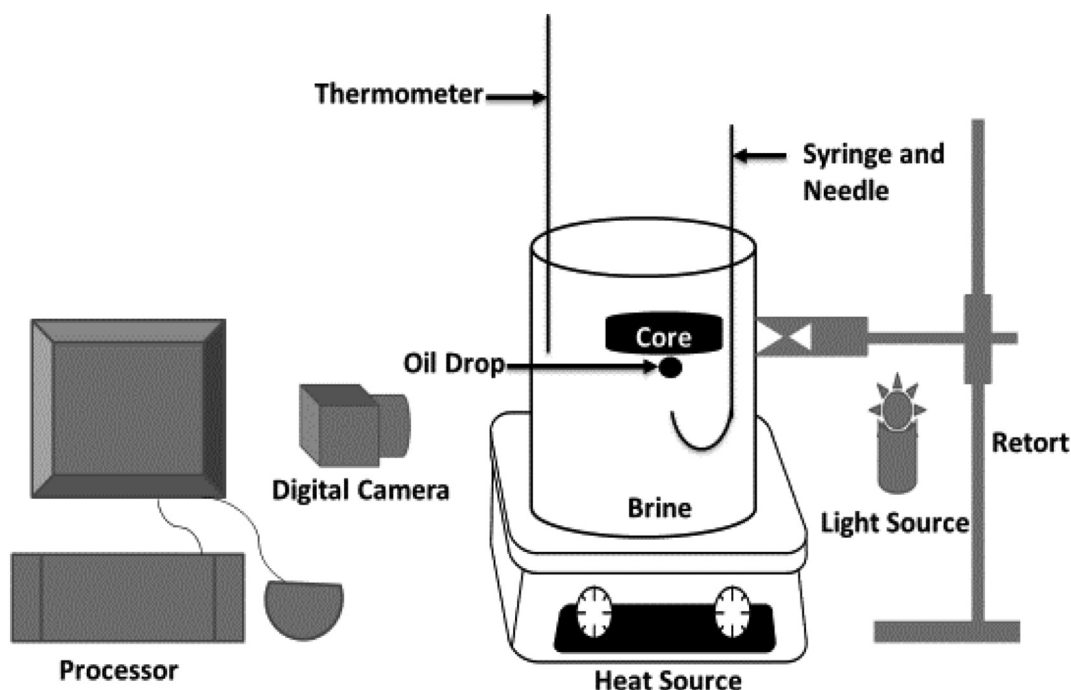 Thermometer
Syringe and
Needle
Core
Oil Drop
Digital Camera
Brine
Retort
Light Source
Processor
Heat Source